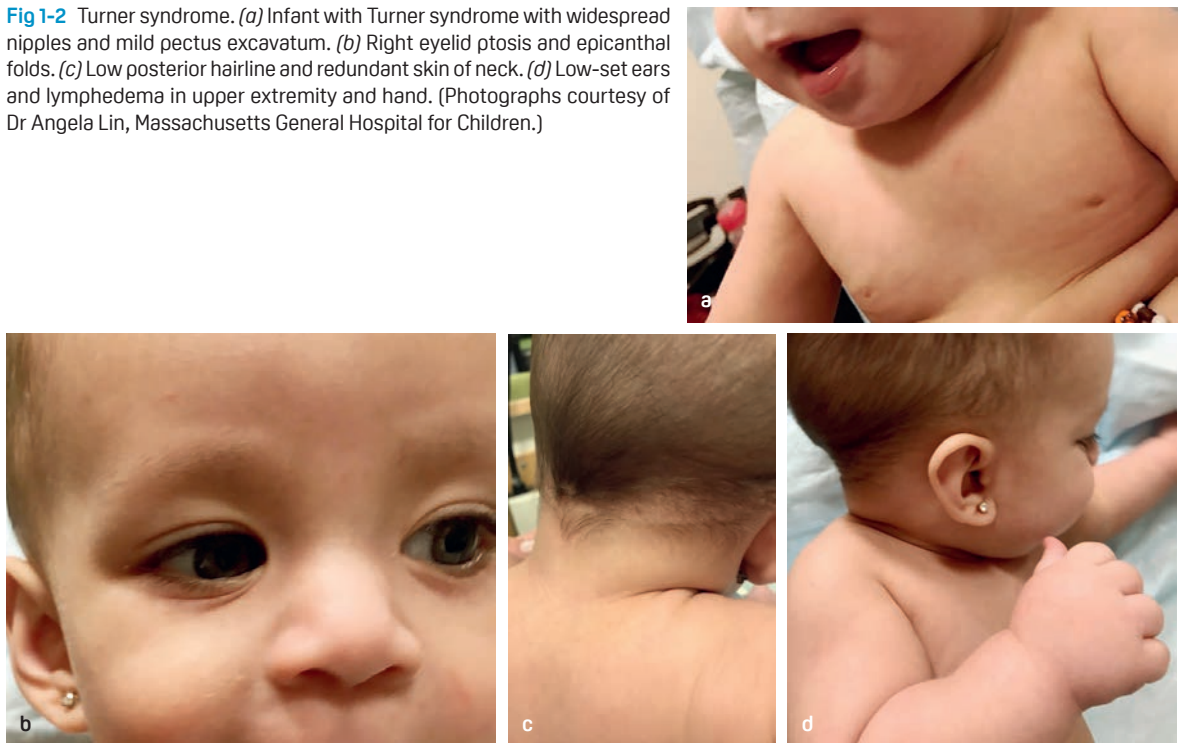 Fig 1-2 Turner syndrome. (a) Infant with Turner syndrome with widespread
nipples and mild pectus excavatum. (b) Right eyelid ptosis and epicanthal
folds. (c) Low posterior hairline and redundant skin of neck. (d) Low-set ears
and lymphedema in upper extremity and hand. (Photographs courtesy of
Dr Angela Lin, Massachusetts General Hospital for Children.)
a
b
c
d